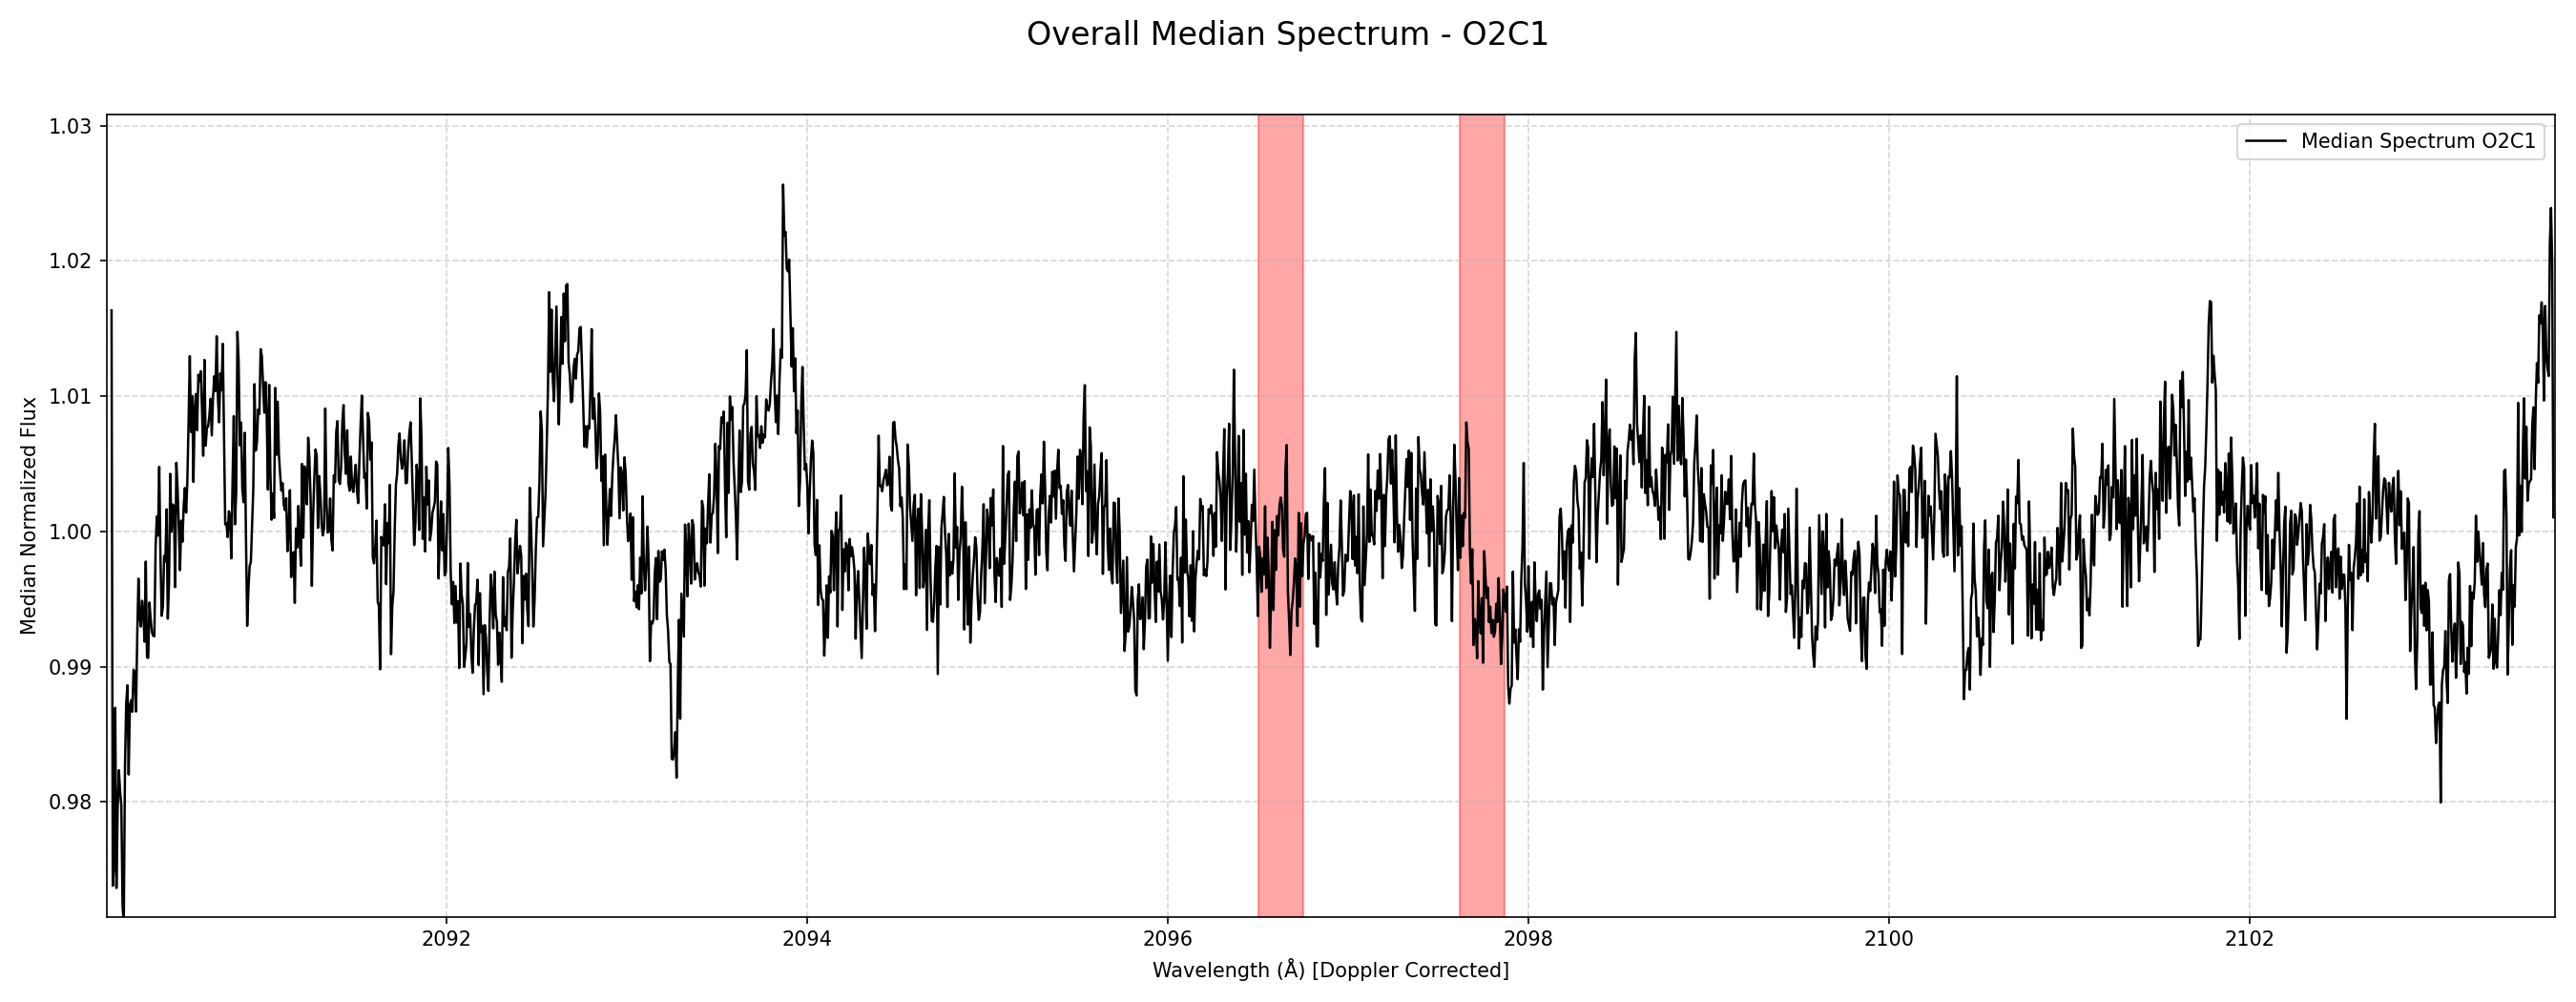 Overall Median Spectrum - O2C1
Median Spectrum O2C1
Median Normalized Flux
1.03
1.02
1.01
1.00
0.99
0.98
2092 2094 2096 2098 2100 2102
Wavelength (Å) [Doppler Corrected]